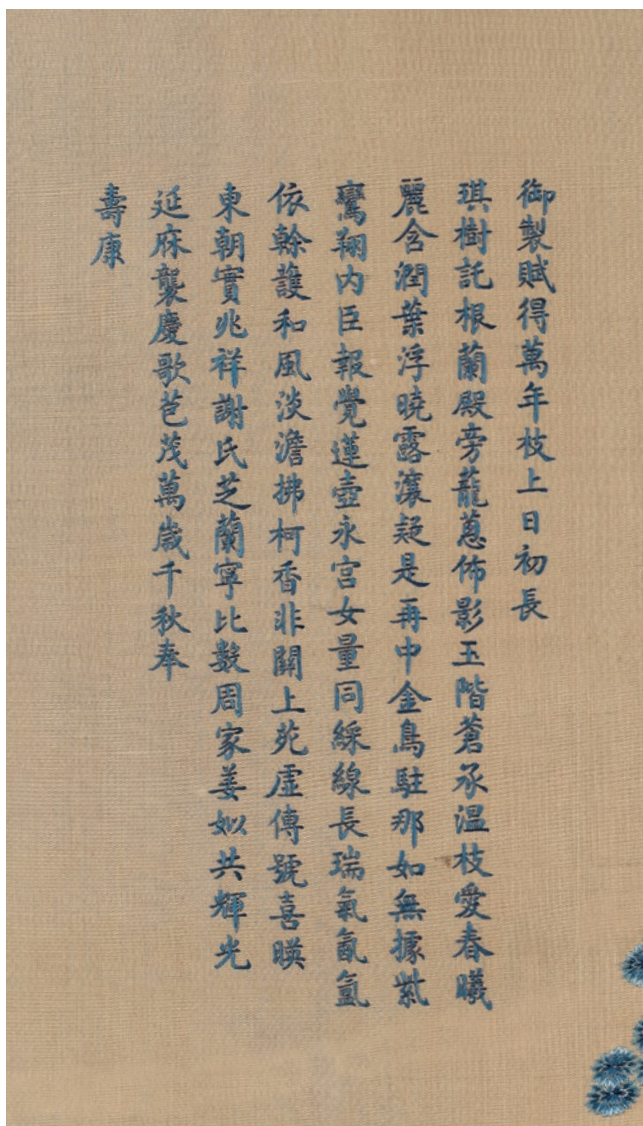 御製賦得萬年枝上日初長
琪樹託根蘭殿旁蘢蔥佈影玉階蒼承溫枝愛春曦
麗含潤葉浮曉露瀼疑是再中金烏駐那如無據紫
鸞翔內臣報覺蓮壺永宮女量同綵線長瑞氣氤氳
依榦護和風淡澹拂柯香非關上苑虛傳號喜暎
東朝實兆祥謝氏芝蘭寧比數周家姜姒共輝光
延庥襲慶歌苞茂萬歲千秋奉
壽康